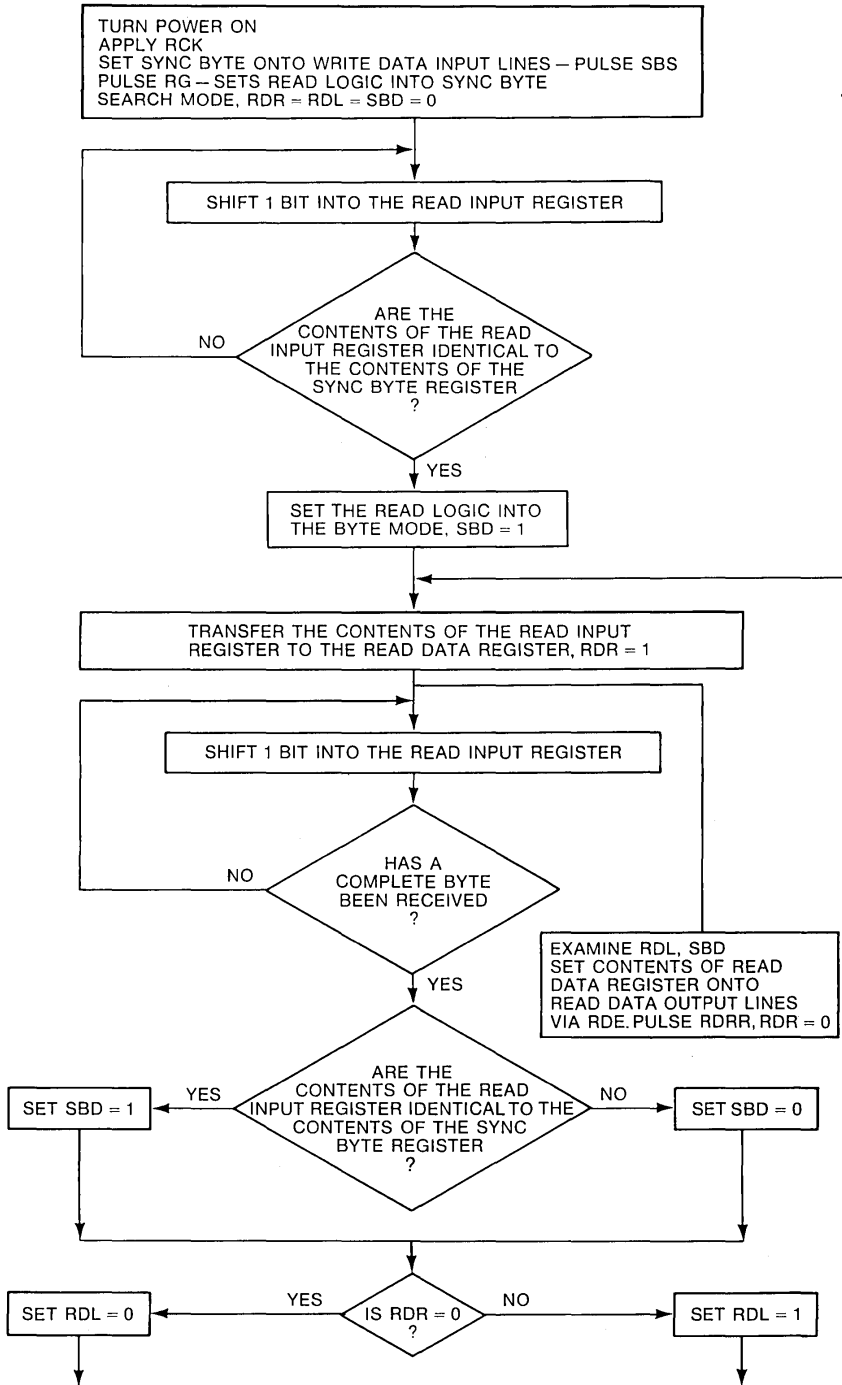 TURN POWER ON
APPLY RCK
SET SYNC BYTE ONTO WRITE DATA INPUT LINES – PULSE SBS
PULSE RG – SETS READ LOGIC INTO SYNC BYTE
SEARCH MODE, RDR = RDL = SBD = 0
SHIFT 1 BIT INTO THE READ INPUT REGISTER
ARE THE
CONTENTS OF THE READ
INPUT REGISTER IDENTICAL TO
THE CONTENTS OF THE
SYNC BYTE REGISTER
?
NO
YES
SET THE READ LOGIC INTO
THE BYTE MODE, SBD = 1
TRANSFER THE CONTENTS OF THE READ INPUT
REGISTER TO THE READ DATA REGISTER, RDR = 1
SHIFT 1 BIT INTO THE READ INPUT REGISTER
HAS A
COMPLETE BYTE
BEEN RECEIVED
?
NO
YES
EXAMINE RDL, SBD
SET CONTENTS OF READ
DATA REGISTER ONTO
READ DATA OUTPUT LINES
VIA RDE. PULSE RDRR, RDR = 0
ARE THE
CONTENTS OF THE READ
INPUT REGISTER IDENTICAL TO THE
CONTENTS OF THE SYNC
BYTE REGISTER
?
YES
NO
SET SBD = 1
SET SBD = 0
IS RDR = 0
?
YES
NO
SET RDL = 0
SET RDL = 1